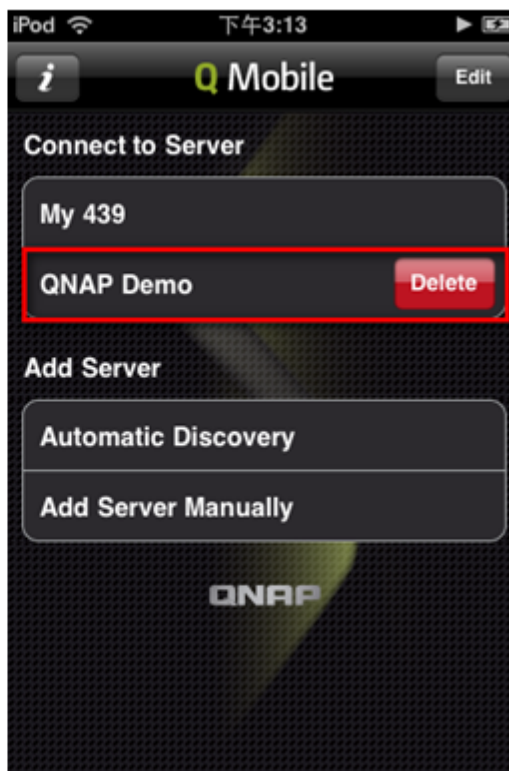 iPod 下午3:13
i Q Mobile Edit
Connect to Server
My 439
QNAP Demo Delete
Add Server
Automatic Discovery
Add Server Manually
QNAP